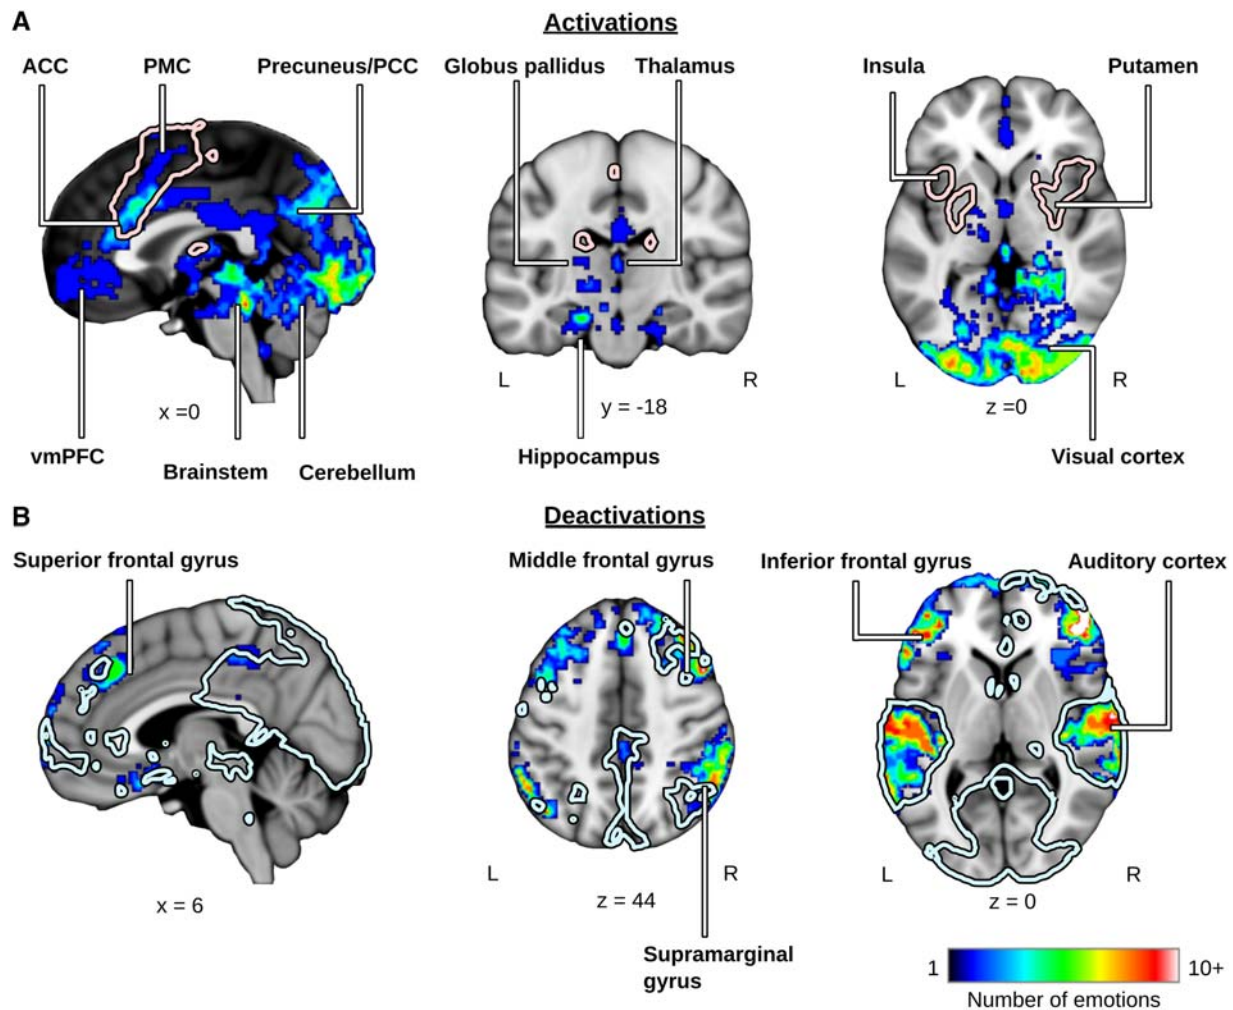 A
Activations
ACC
PMC
Precuneus/PCC
Globus pallidus
Thalamus
Insula
Putamen
L
R
L
R
x =0
y = -18
z =0
vmPFC
Brainstem
Cerebellum
Hippocampus
Visual cortex
B
Deactivations
Superior frontal gyrus
Middle frontal gyrus
Inferior frontal gyrus
Auditory cortex
L
R
L
R
x = 6
z = 44
z = 0
Supramarginal
gyrus
1
10+
Number of emotions